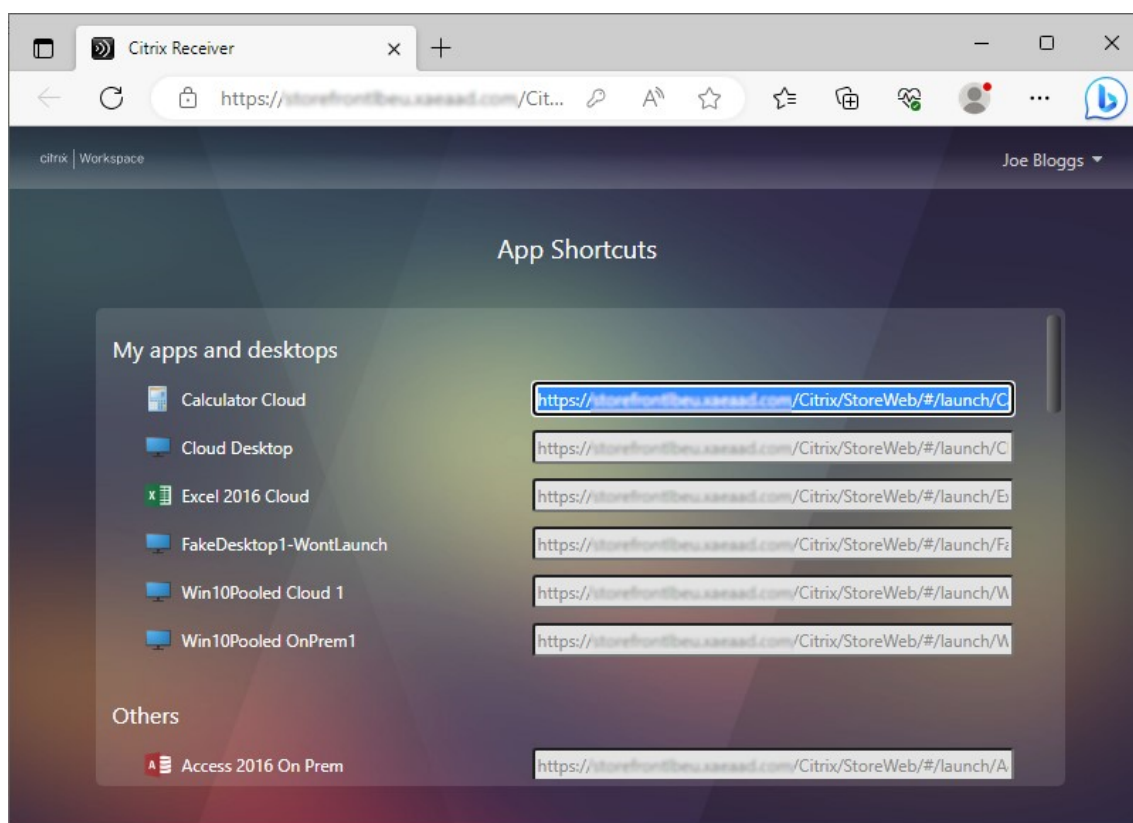 Citrix Receiver
https:// /Cit...
citrix | Workspace
Joe Bloggs
App Shortcuts
My apps and desktops
Calculator Cloud https:// /Citrix/StoreWeb/#/launch/C
Cloud Desktop https:// /Citrix/StoreWeb/#/launch/C
Excel 2016 Cloud https:// /Citrix/StoreWeb/#/launch/E
FakeDesktop1-WontLaunch https:// /Citrix/StoreWeb/#/launch/Fa
Win10Pooled Cloud 1 https:// /Citrix/StoreWeb/#/launch/W
Win10Pooled OnPrem1 https:// /Citrix/StoreWeb/#/launch/W
Others
Access 2016 On Prem https:// /Citrix/StoreWeb/#/launch/A